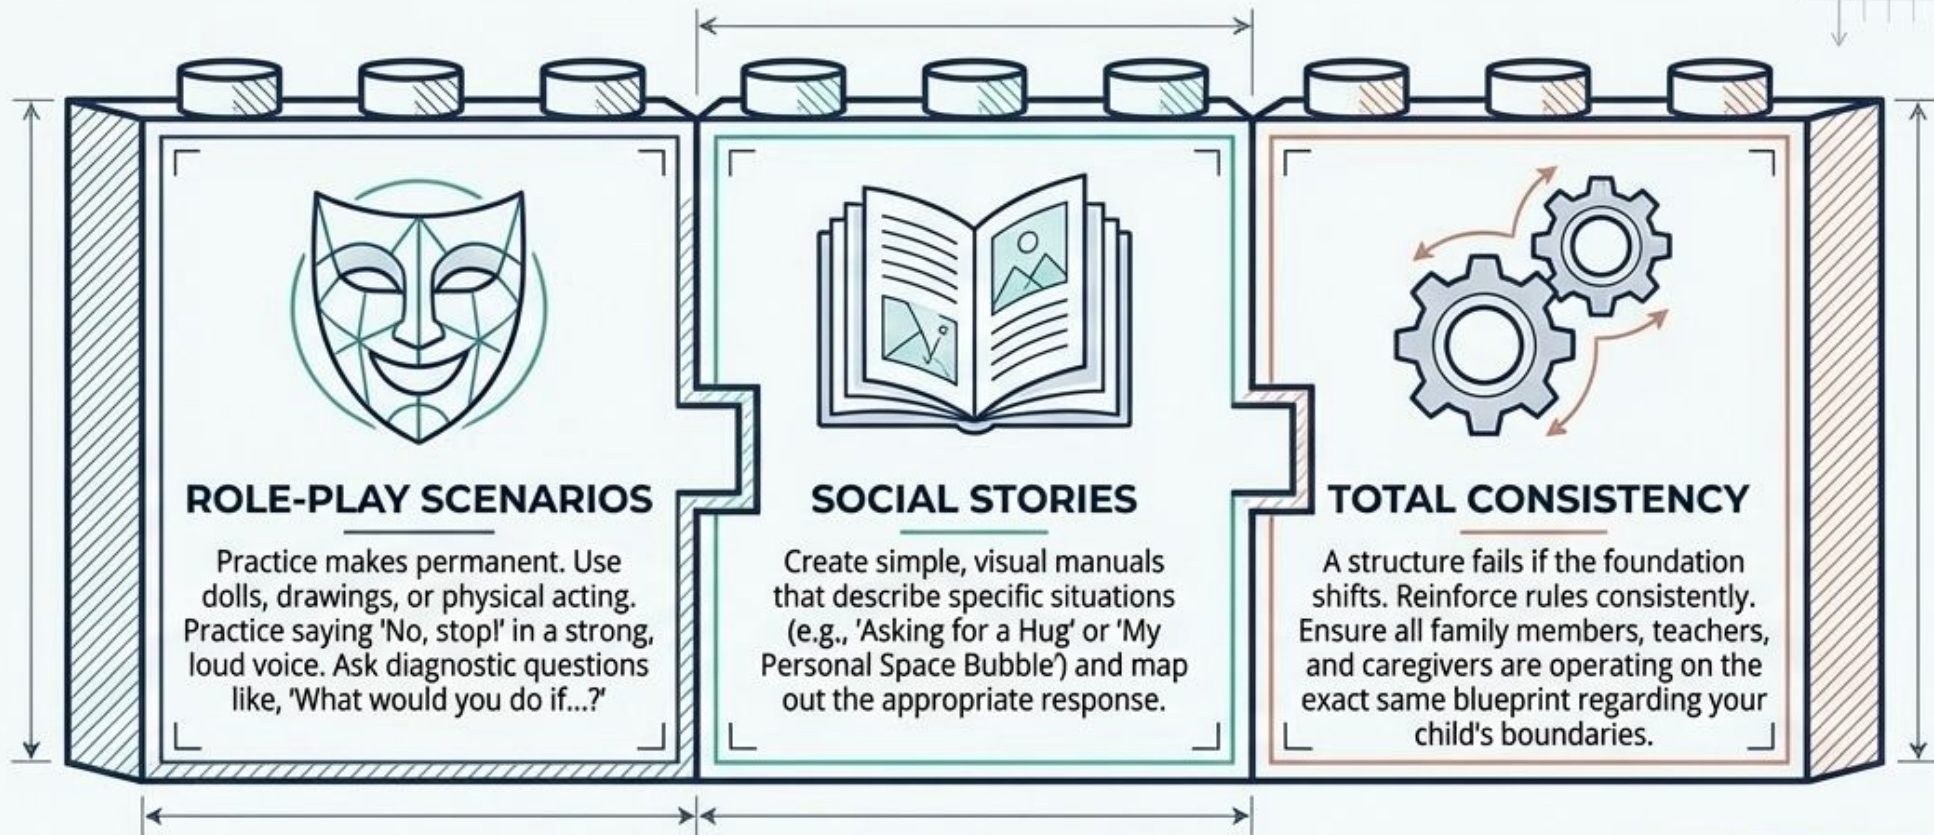 ROLE-PLAY SCENARIOS
Practice makes permanent. Use
dolls, drawings, or physical acting.
Practice saying 'No, stop!' in a strong,
loud voice. Ask diagnostic questions
like, 'What would you do if...?'
SOCIAL STORIES
Create simple, visual manuals
that describe specific situations
(e.g., 'Asking for a Hug' or 'My
Personal Space Bubble') and map
out the appropriate response.
TOTAL CONSISTENCY
A structure fails if the foundation
shifts. Reinforce rules consistently.
Ensure all family members, teachers,
and caregivers are operating on the
exact same blueprint regarding your
child's boundaries.